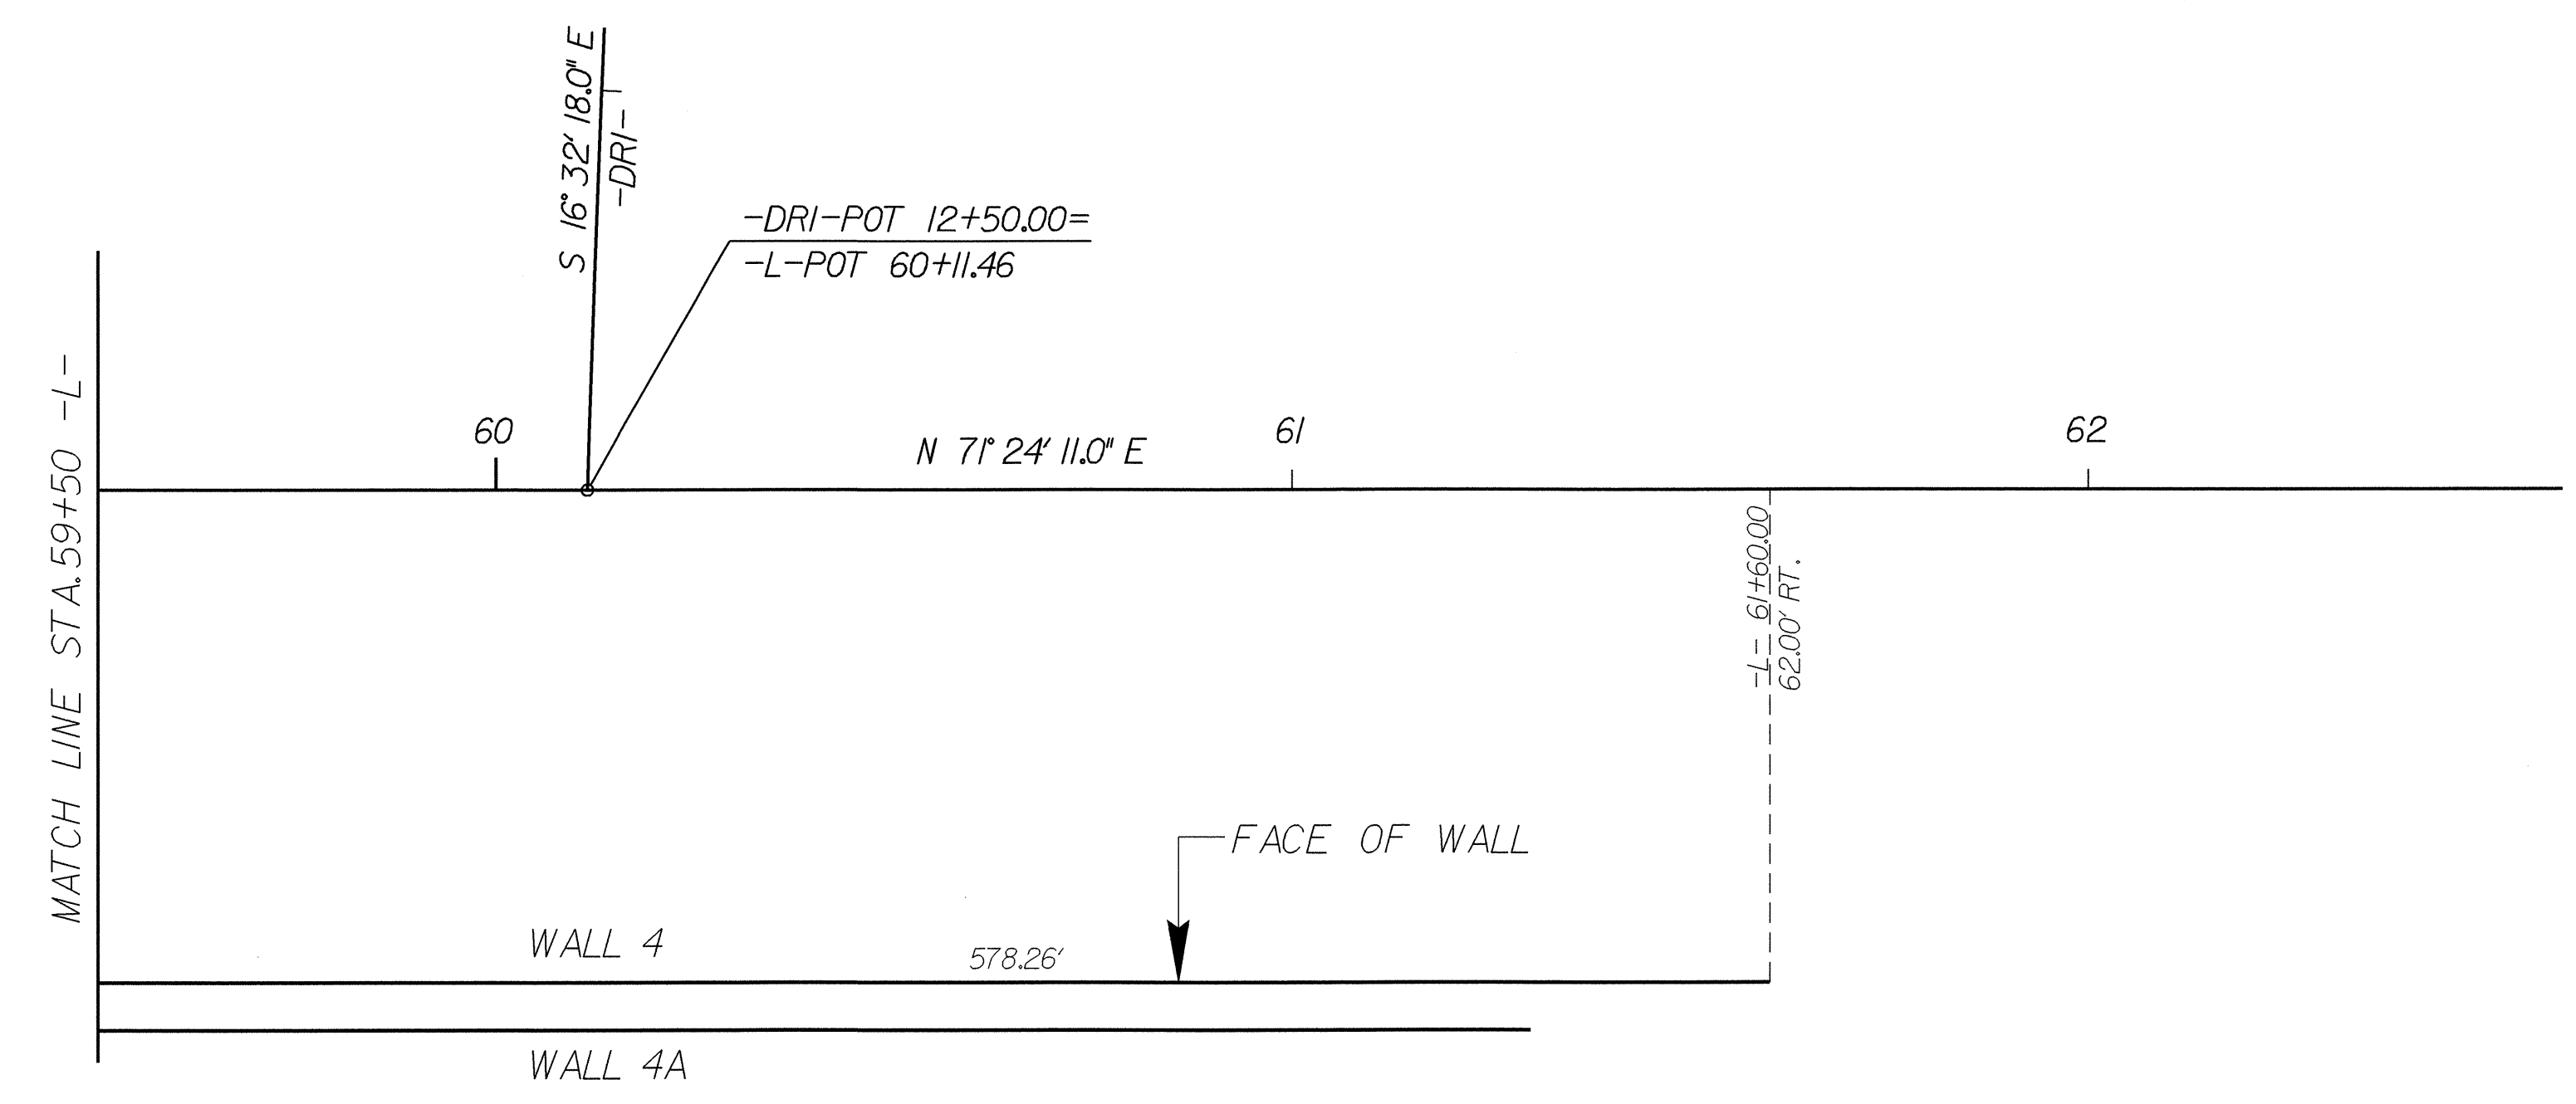 S 16° 32' 18.0" E
-DR1-
-DR1-POT 12+50.00=
-L-POT 60+11.46
MATCH LINE STA. 59+50 -L-
60
N 71° 24' 11.0" E
61
62
-L- 61+60.00
62.00' RT.
FACE OF WALL
WALL 4
578.26'
WALL 4A